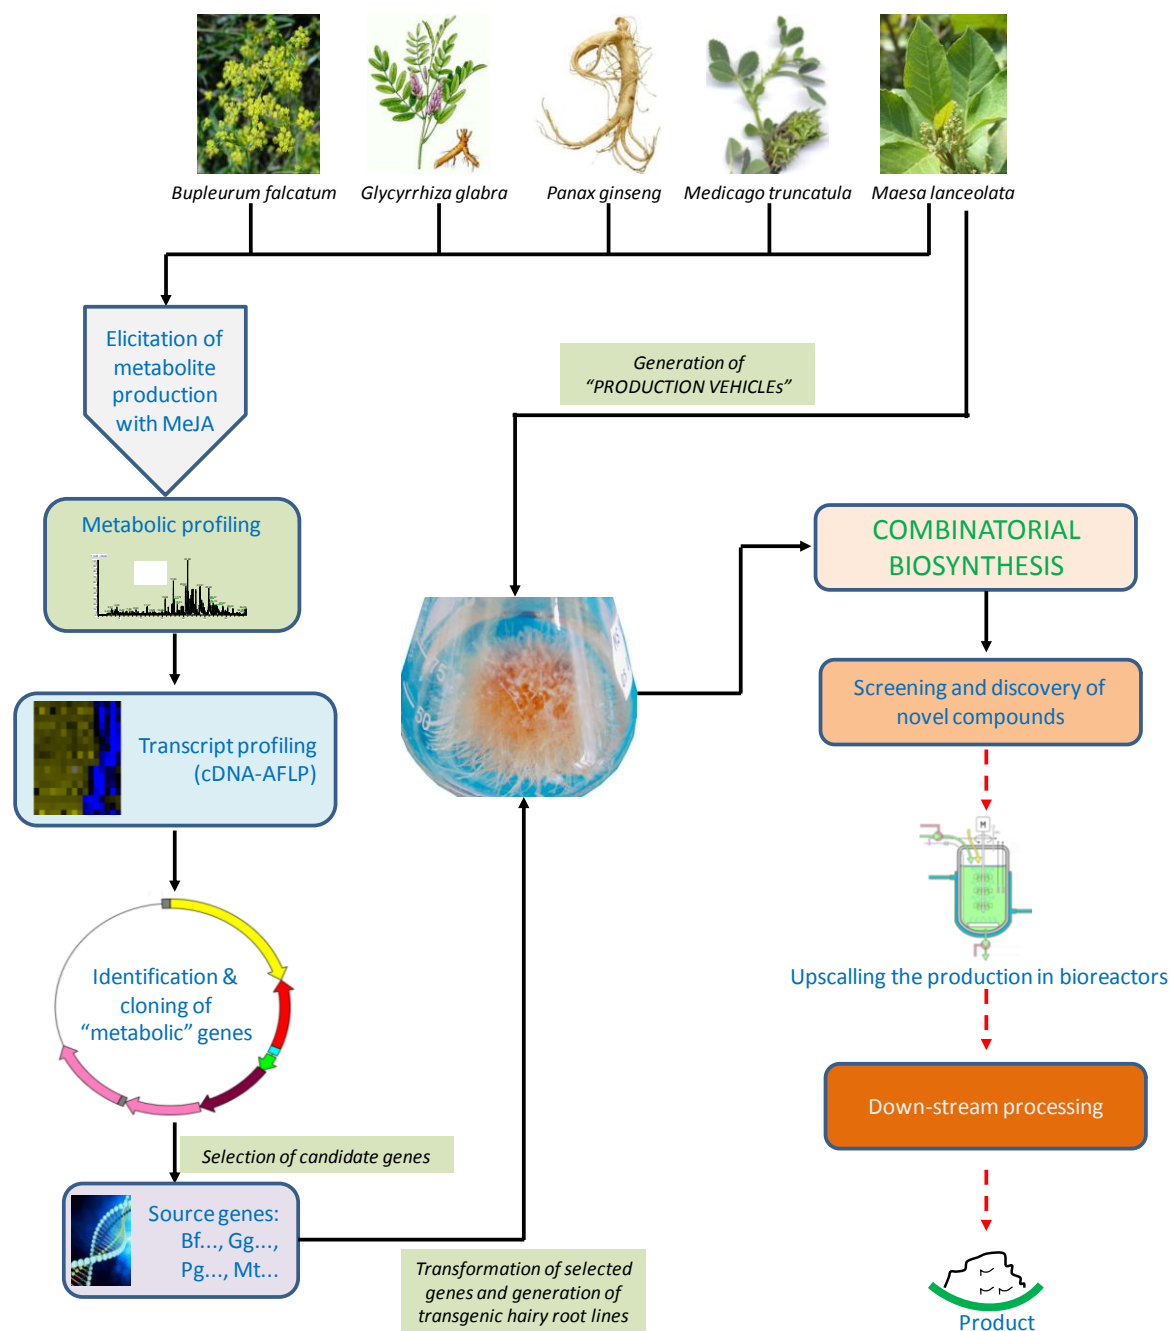 Bupleurum falcatum
Glycyrrhiza glabra
Panax ginseng
Medicago truncatula
Maesa lanceolata
Elicitation of
metabolite
production
with MeJA
Generation of
“PRODUCTION VEHICLEs”
Metabolic profiling
COMBINATORIAL
BIOSYNTHESIS
Screening and discovery of
novel compounds
Transcript profiling
(cDNA-AFLP)
50
M
Upscalling the production in bioreactors
Identification &
cloning of
“metabolic” genes
Down-stream processing
Selection of candidate genes
Source genes:
Bf..., Gg...,
Pg..., Mt...
Transformation of selected
genes and generation of
transgenic hairy root lines
Product